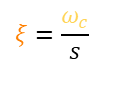 ξ = ω_c / s